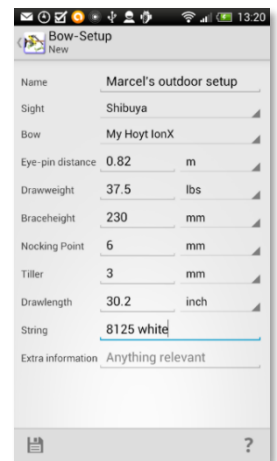 13:20
Bow-Setup
New
Name Marcel's outdoor setup
Sight Shibuya
Bow My Hoyt IonX
Eye-pin distance 0.82 m
Drawweight 37.5 lbs
Braceheight 230 mm
Nocking Point 6 mm
Tiller 3 mm
Drawlength 30.2 inch
String 8125 white
Extra information Anything relevant
?